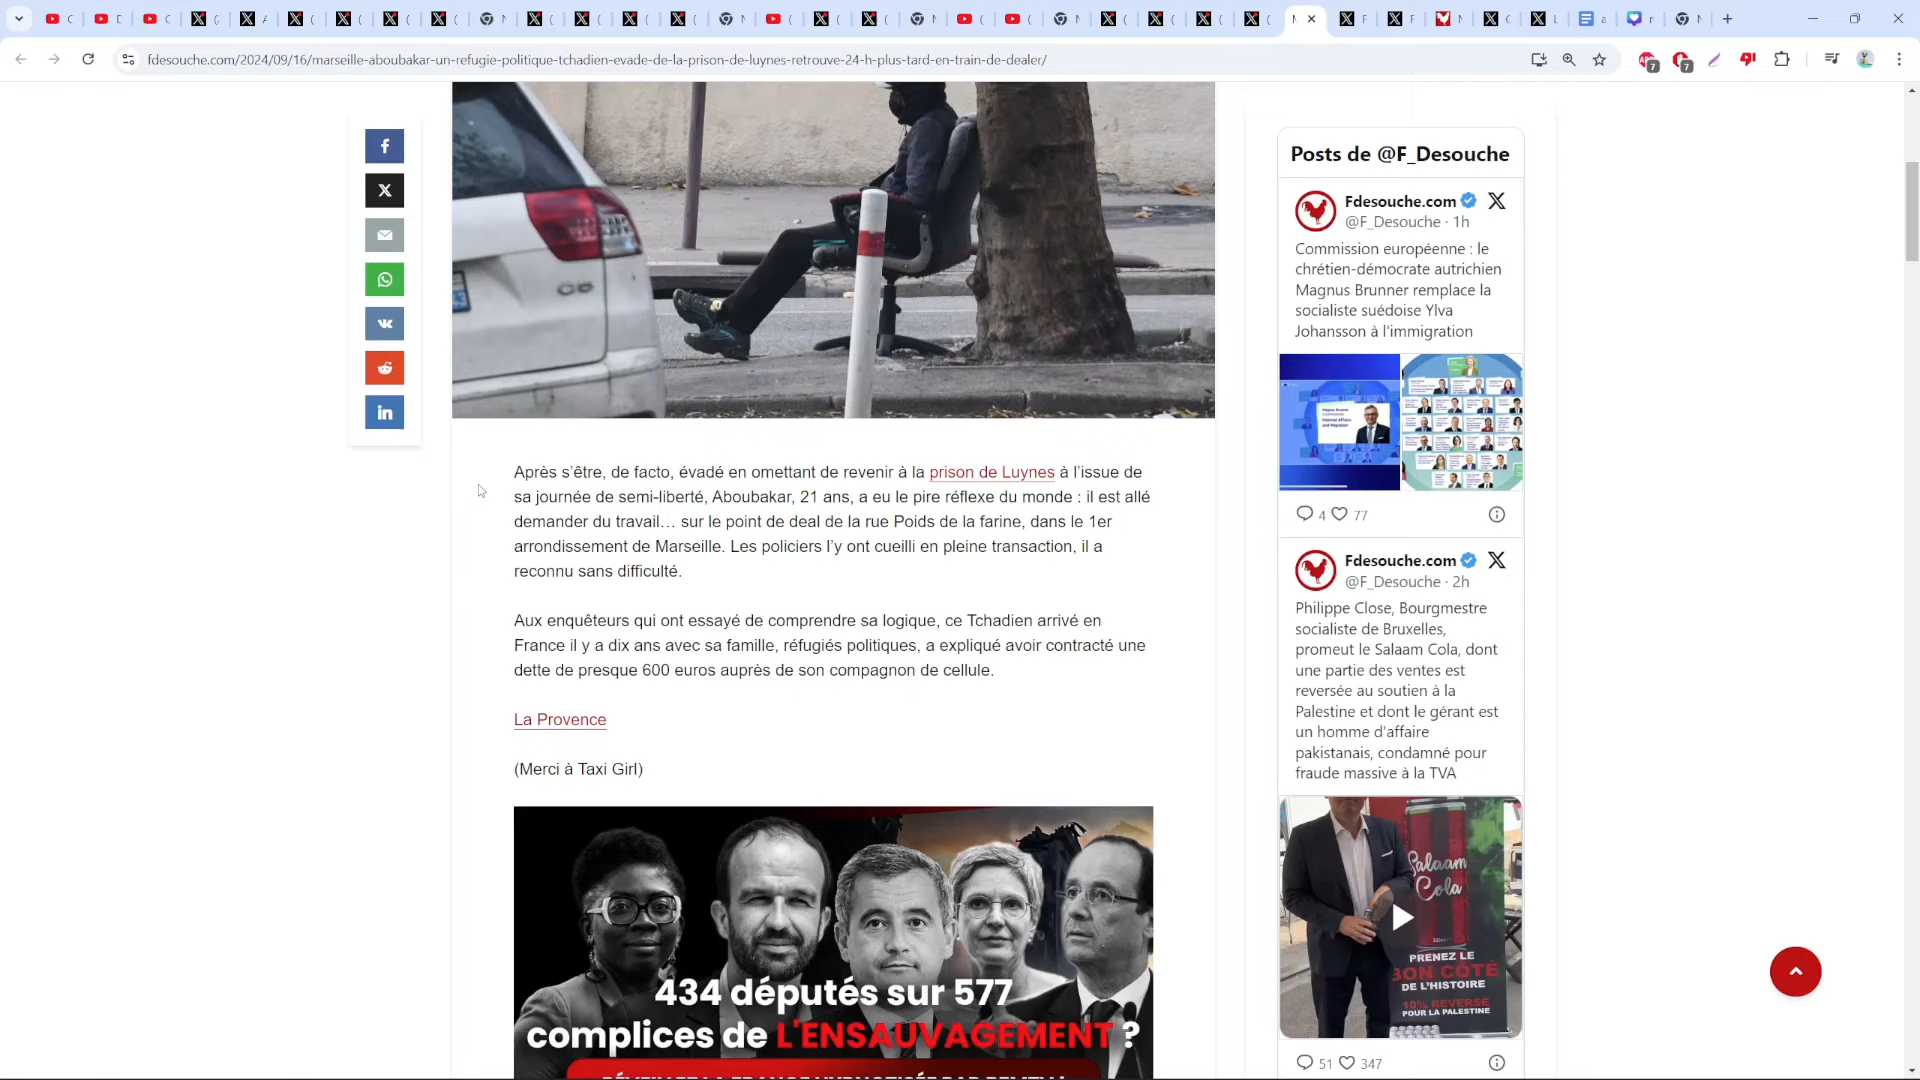 fdesouche.com/2024/09/16/marseille-aboubakar-un-refugie-politique-tchadien-evade-de-la-prison-de-luynes-retrouve-24-h-plus-tard-en-train-de-dealer/
Après s'être, de facto, évadé en omettant de revenir à la prison de Luynes à l'issue de
sa journée de semi-liberté, Aboubakar, 21 ans, a eu le pire réflexe du monde : il est allé
demander du travail… sur le point de deal de la rue Poids de la farine, dans le 1er
arrondissement de Marseille. Les policiers l'y ont cueilli en pleine transaction, il a
reconnu sans difficulté.
Aux enquêteurs qui ont essayé de comprendre sa logique, ce Tchadien arrivé en
France il y a dix ans avec sa famille, réfugiés politiques, a expliqué avoir contracté une
dette de presque 600 euros auprès de son compagnon de cellule.
La Provence
(Merci à Taxi Girl)
434 députés sur 577
complices de L'ENSAUVAGEMENT ?
Posts de @F_Desouche
Fdesouche.com
@F_Desouche · 1h
Commission européenne : le
chrétien-démocrate autrichien
Magnus Brunner remplace la
socialiste suédoise Ylva
Johansson à l'immigration
4 77
Fdesouche.com
@F_Desouche · 2h
Philippe Close, Bourgmestre
socialiste de Bruxelles,
promeut le Salaam Cola, dont
une partie des ventes est
reversée au soutien à la
Palestine et dont le gérant est
un homme d'affaire
pakistanais, condamné pour
fraude massive à la TVA
Salaam
Cola
PRENEZ LE
BON CÔTÉ
DE L'HISTOIRE
10% REVERSÉ
POUR LA PALESTINE
51 347